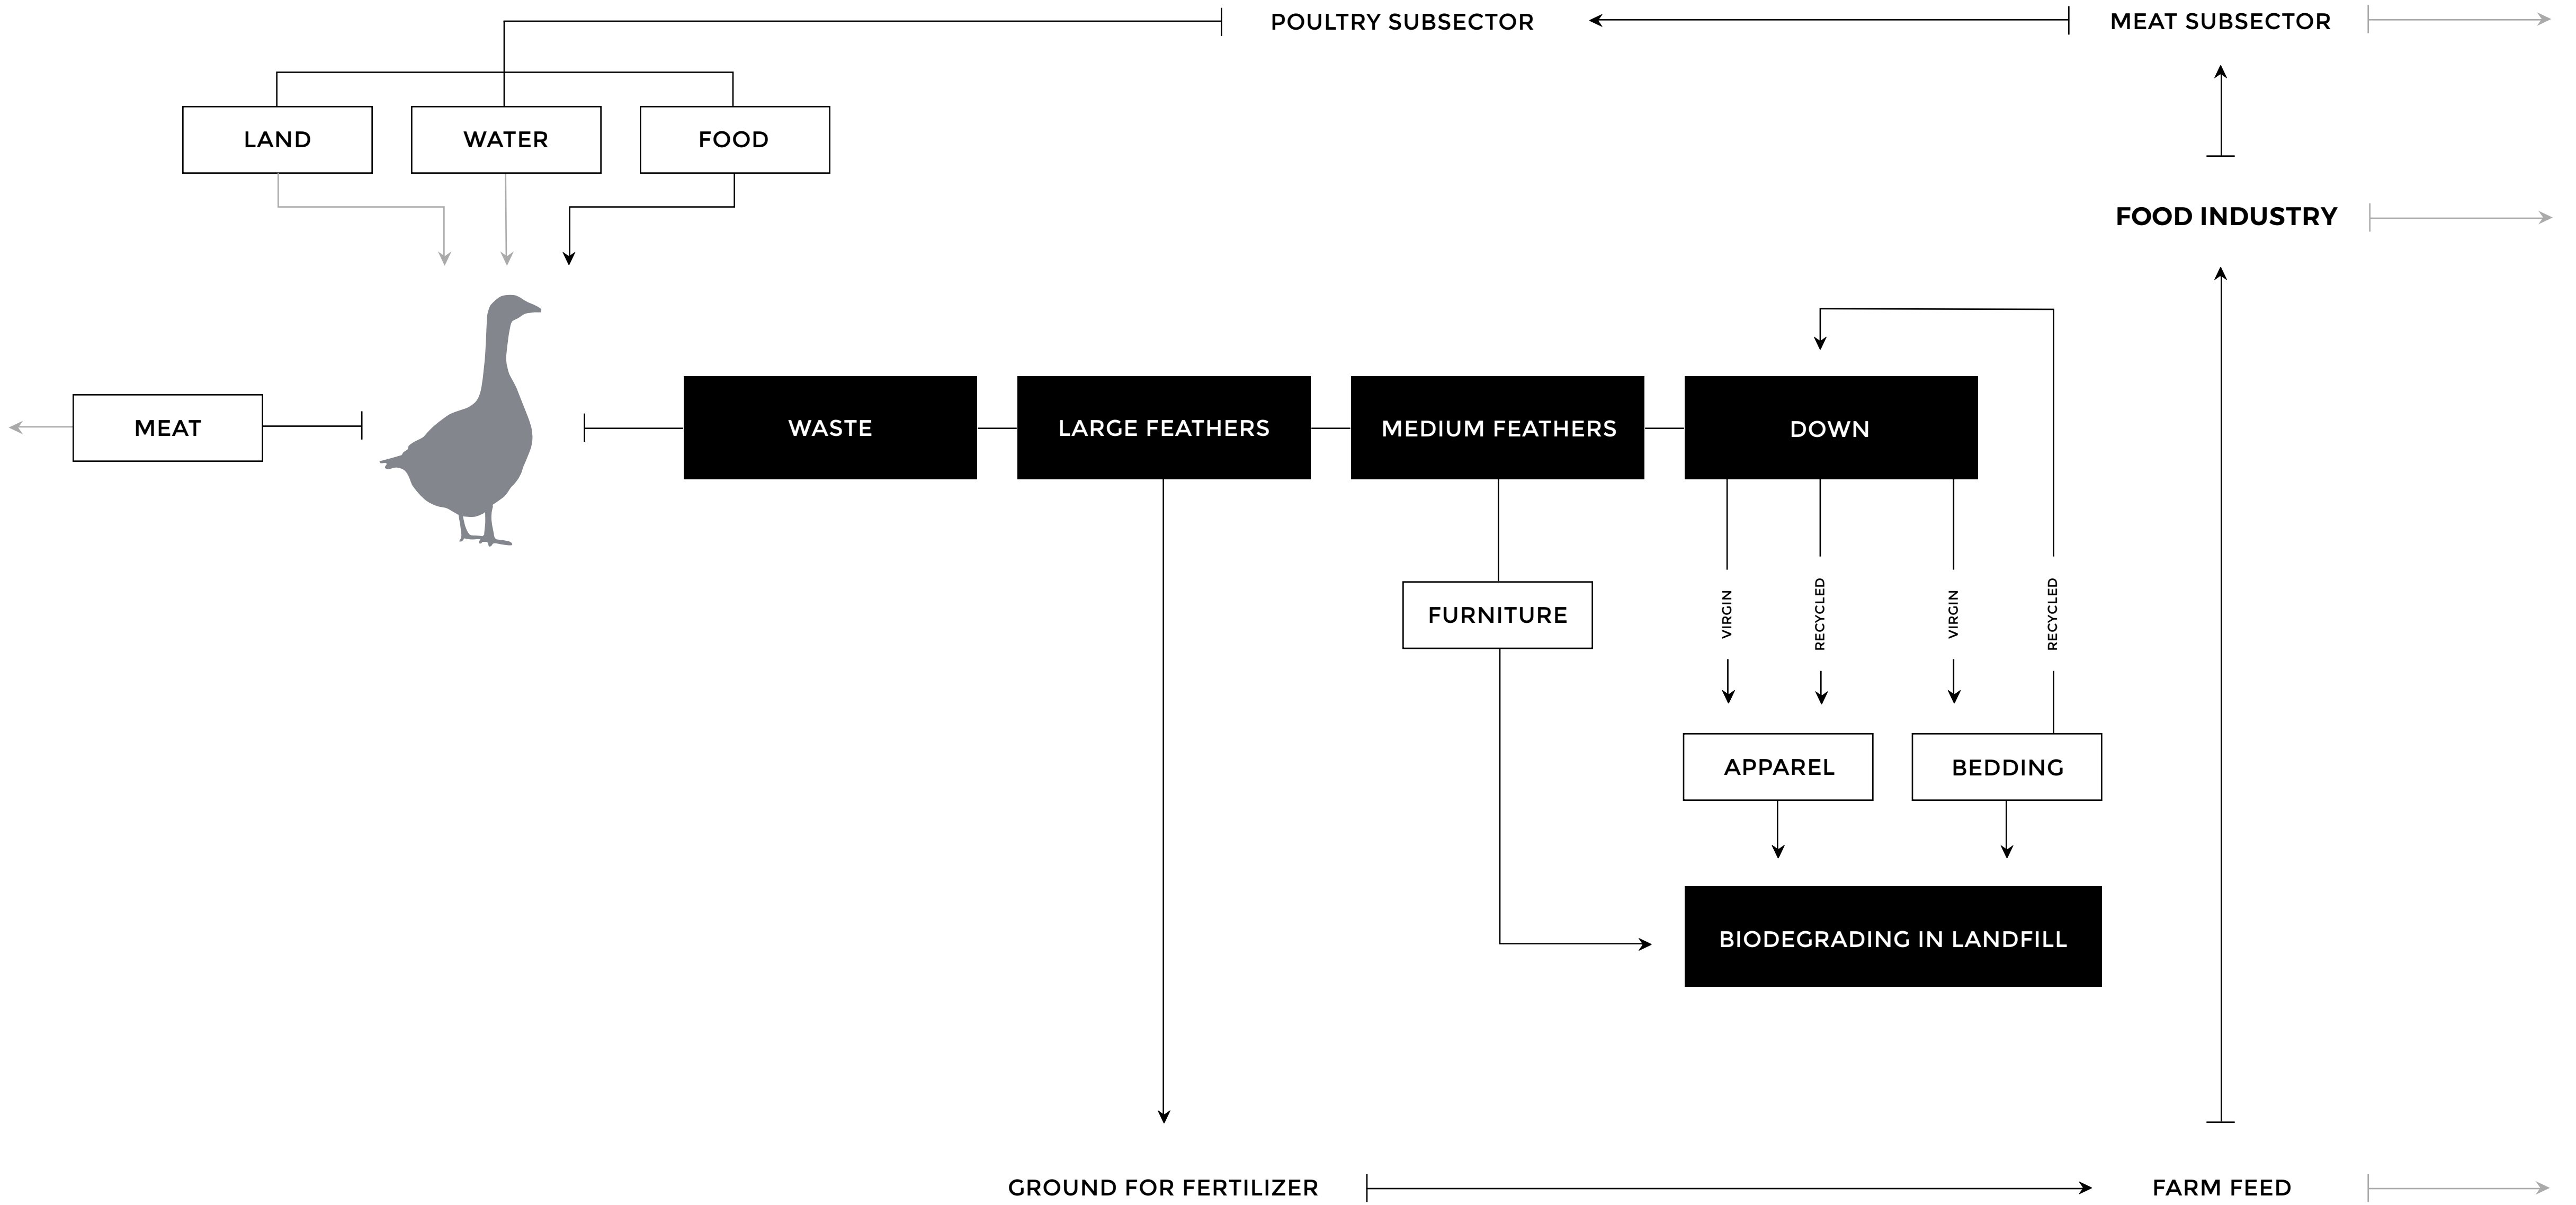 POULTRY SUBSECTOR
MEAT SUBSECTOR
LAND
WATER
FOOD
FOOD INDUSTRY
MEAT
WASTE
LARGE FEATHERS
MEDIUM FEATHERS
DOWN
FURNITURE
VIRGIN
RECYCLED
VIRGIN
RECYCLED
APPAREL
BEDDING
BIODEGRADING IN LANDFILL
GROUND FOR FERTILIZER
FARM FEED